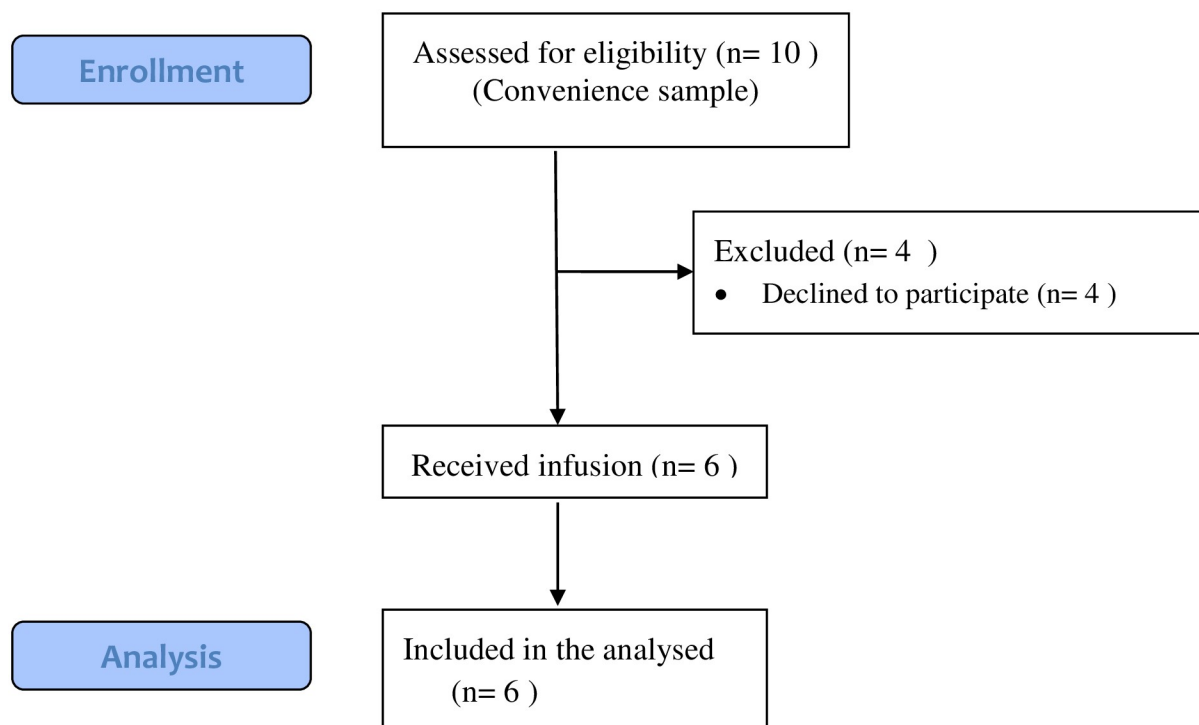 Enrollment
Assessed for eligibility (n= 10 )
(Convenience sample)
Excluded (n= 4  )
• Declined to participate (n= 4 )
Received infusion (n= 6 )
Analysis
Included in the analysed
(n= 6 )